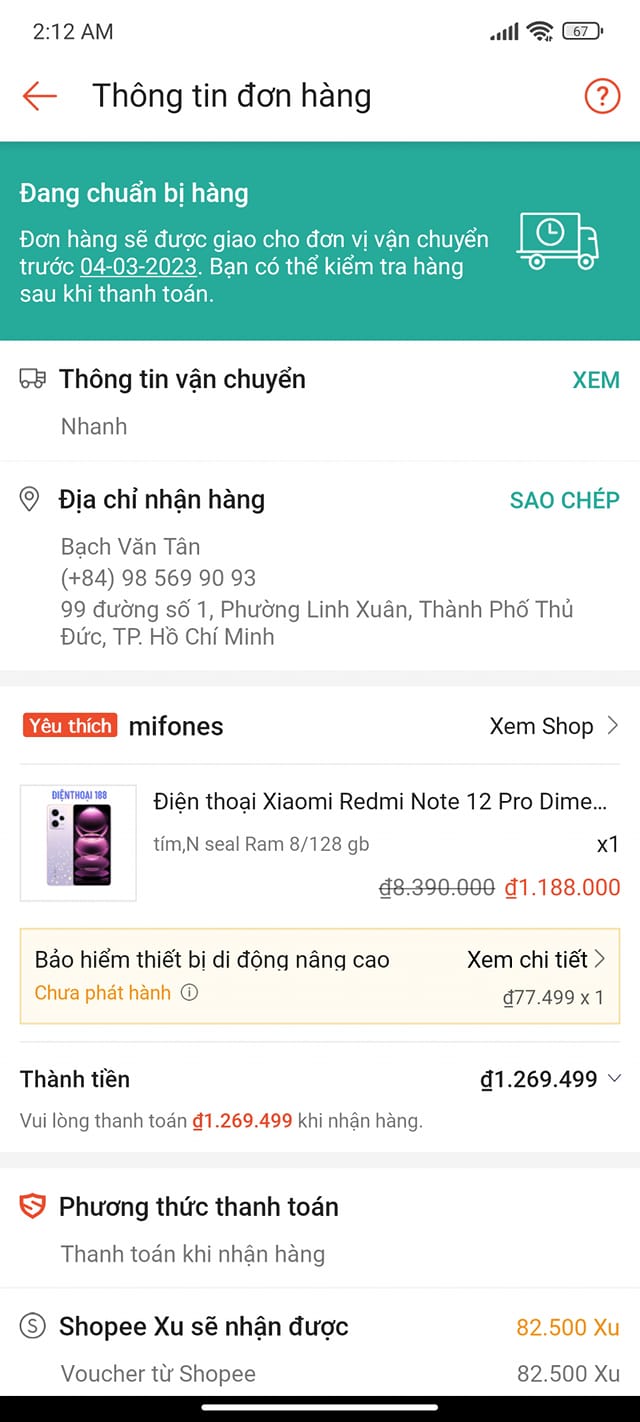 2:12 AM
67
Thông tin đơn hàng
?
Đang chuẩn bị hàng
Đơn hàng sẽ được giao cho đơn vị vận chuyển
trước 04-03-2023. Bạn có thể kiểm tra hàng
sau khi thanh toán.
Thông tin vận chuyển
XEM
Nhanh
Địa chỉ nhận hàng
SAO CHÉP
Bạch Văn Tân
(+84) 98 569 90 93
99 đường số 1, Phường Linh Xuân, Thành Phố Thủ
Đức, TP. Hồ Chí Minh
Yêu thích mifones
Xem Shop
ĐIỆNTHOẠI 188
Điện thoại Xiaomi Redmi Note 12 Pro Dime...
tím,N seal Ram 8/128 gb
x1
₫8.390.000 ₫1.188.000
Bảo hiểm thiết bị di động nâng cao
Xem chi tiết
Chưa phát hành
₫77.499 x 1
Thành tiền
₫1.269.499
Vui lòng thanh toán ₫1.269.499 khi nhận hàng.
Phương thức thanh toán
Thanh toán khi nhận hàng
Shopee Xu sẽ nhận được
82.500 Xu
Voucher từ Shopee
82.500 Xu